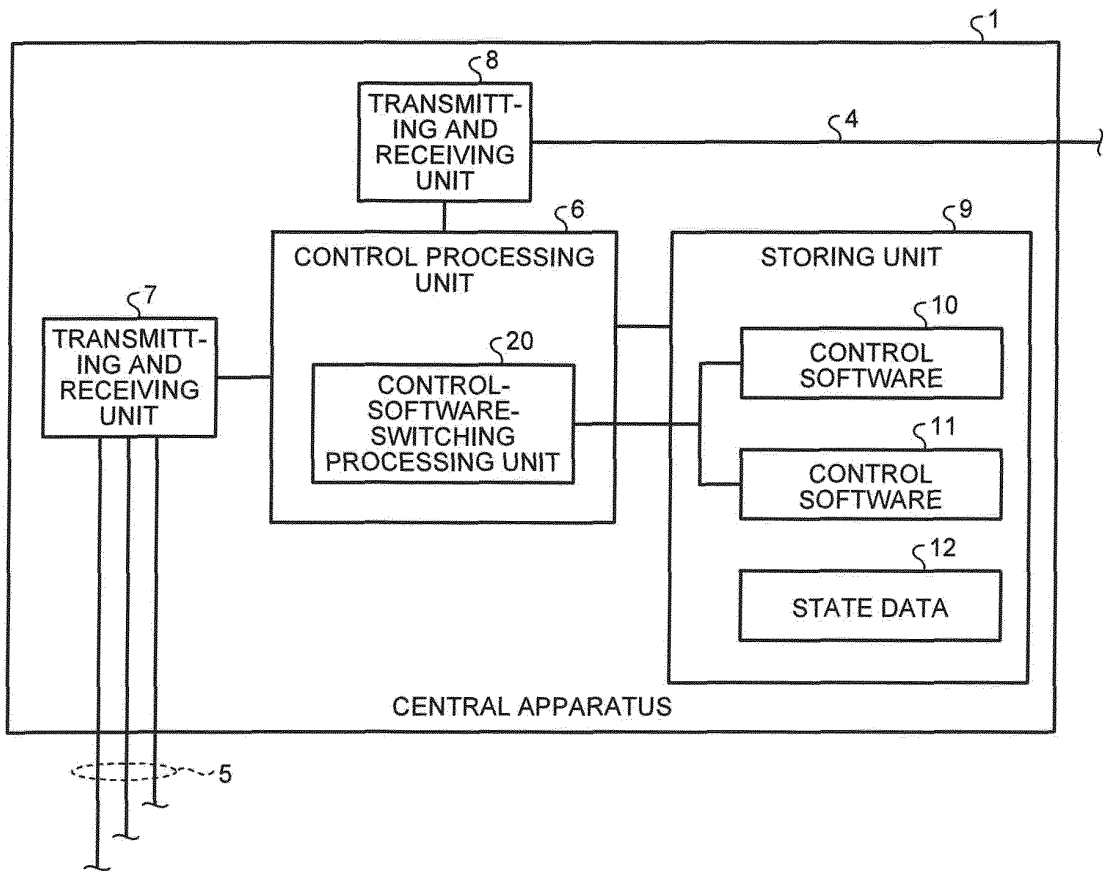 1
8
TRANSMITT-
ING AND
RECEIVING
UNIT
4
6
CONTROL PROCESSING
UNIT
9
STORING UNIT
7
TRANSMITT-
ING AND
RECEIVING
UNIT
20
CONTROL-
SOFTWARE-
SWITCHING
PROCESSING UNIT
10
CONTROL
SOFTWARE
11
CONTROL
SOFTWARE
12
STATE DATA
CENTRAL APPARATUS
5